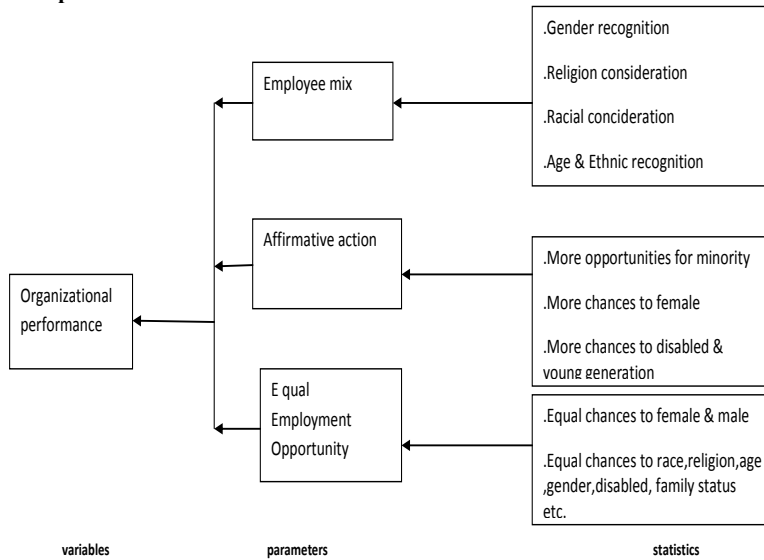 .Gender recognition
.Religion consideration
.Racial concideration
.Age & Ethnic recognition
Employee mix
Affirmative action
.More opportunities for minority
.More chances to female
.More chances to disabled &
young generation
Organizational
performance
E qual
Employment
Opportunity
.Equal chances to female & male
.Equal chances to race,religion,age
,gender,disabled, family status
etc.
variables
parameters
statistics